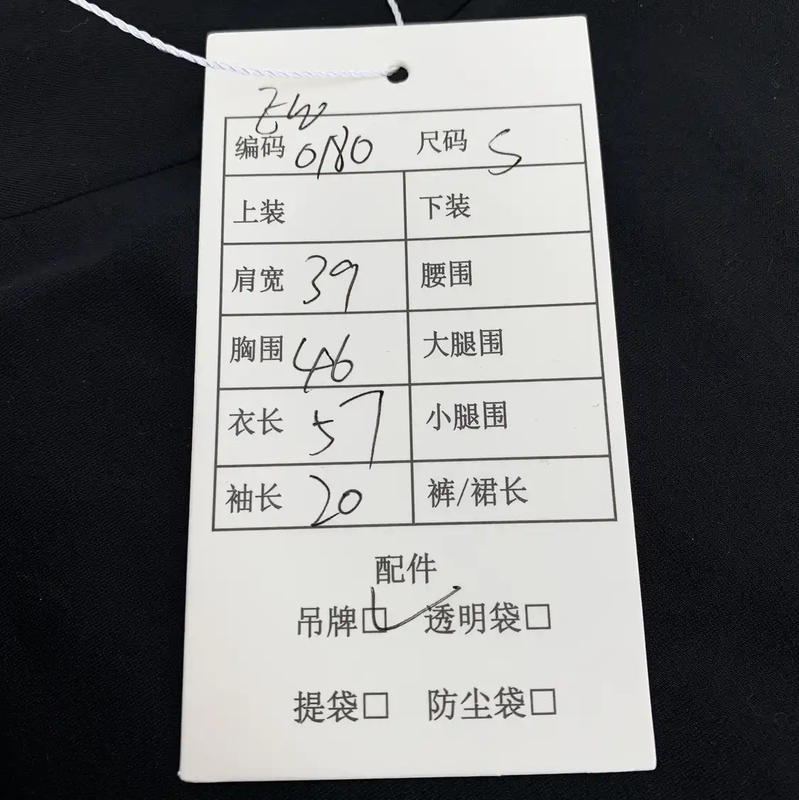 EW
编码 0180 尺码 S
上装 下装
肩宽 39 腰围
胸围 46 大腿围
衣长 57 小腿围
袖长 20 裤/裙长
配件
吊牌☑ 透明袋□
提袋□ 防尘袋□